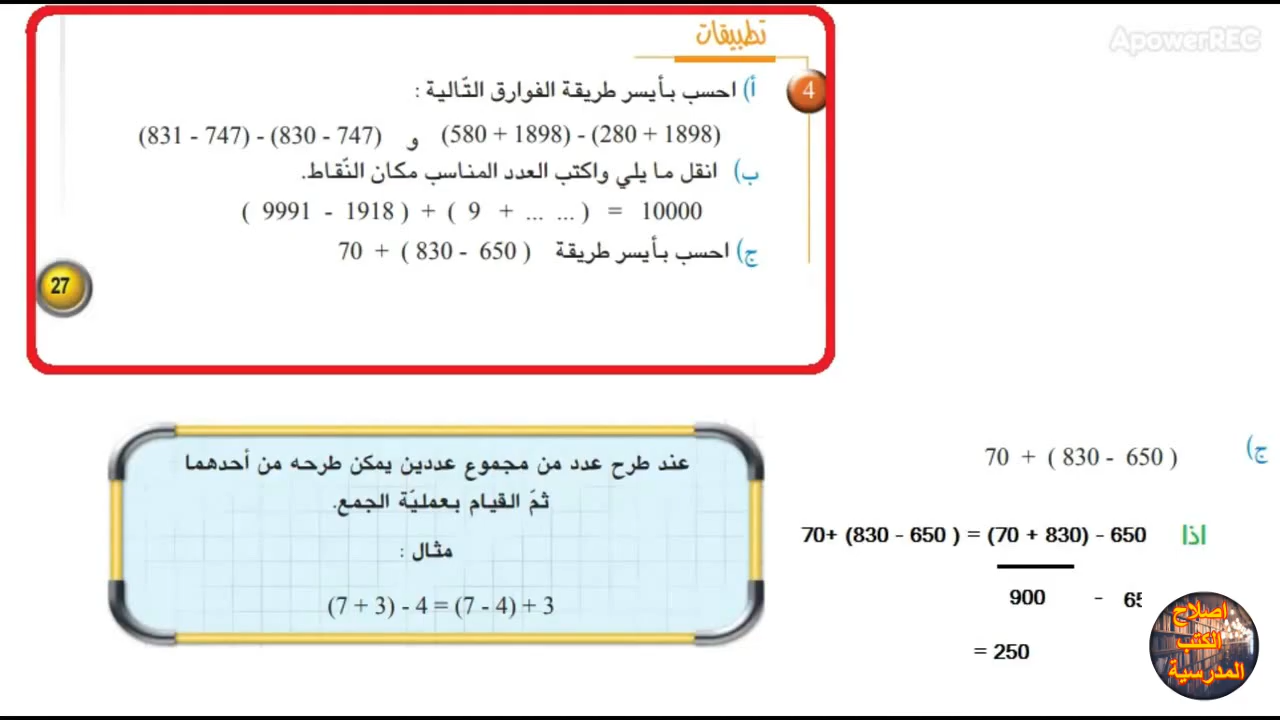 ApowerREC
تطبيقات
4
أ) احسب بأيسر طريقة الفوارق التّالية :
(580 + 1898) - (280 + 1898) و (831 - 747) - (830 - 747)
ب) انقل ما يلي واكتب العدد المناسب مكان النّقاط.
( 9991 - 1918 ) + ( 9 + ... ... ) = 10000
ج) احسب بأيسر طريقة 70 + ( 830 - 650 )
27
عند طرح عدد من مجموع عددين يمكن طرحه من أحدهما
ثمّ القيام بعمليّة الجمع.
مثال :
(7 + 3) - 4 = (7 - 4) + 3
ج) 70 + ( 830 - 650 )
اذا 70+ (830 - 650 ) = (70 + 830) - 650
900 - 65
= 250
اصلاح
الكتب
المدرسية